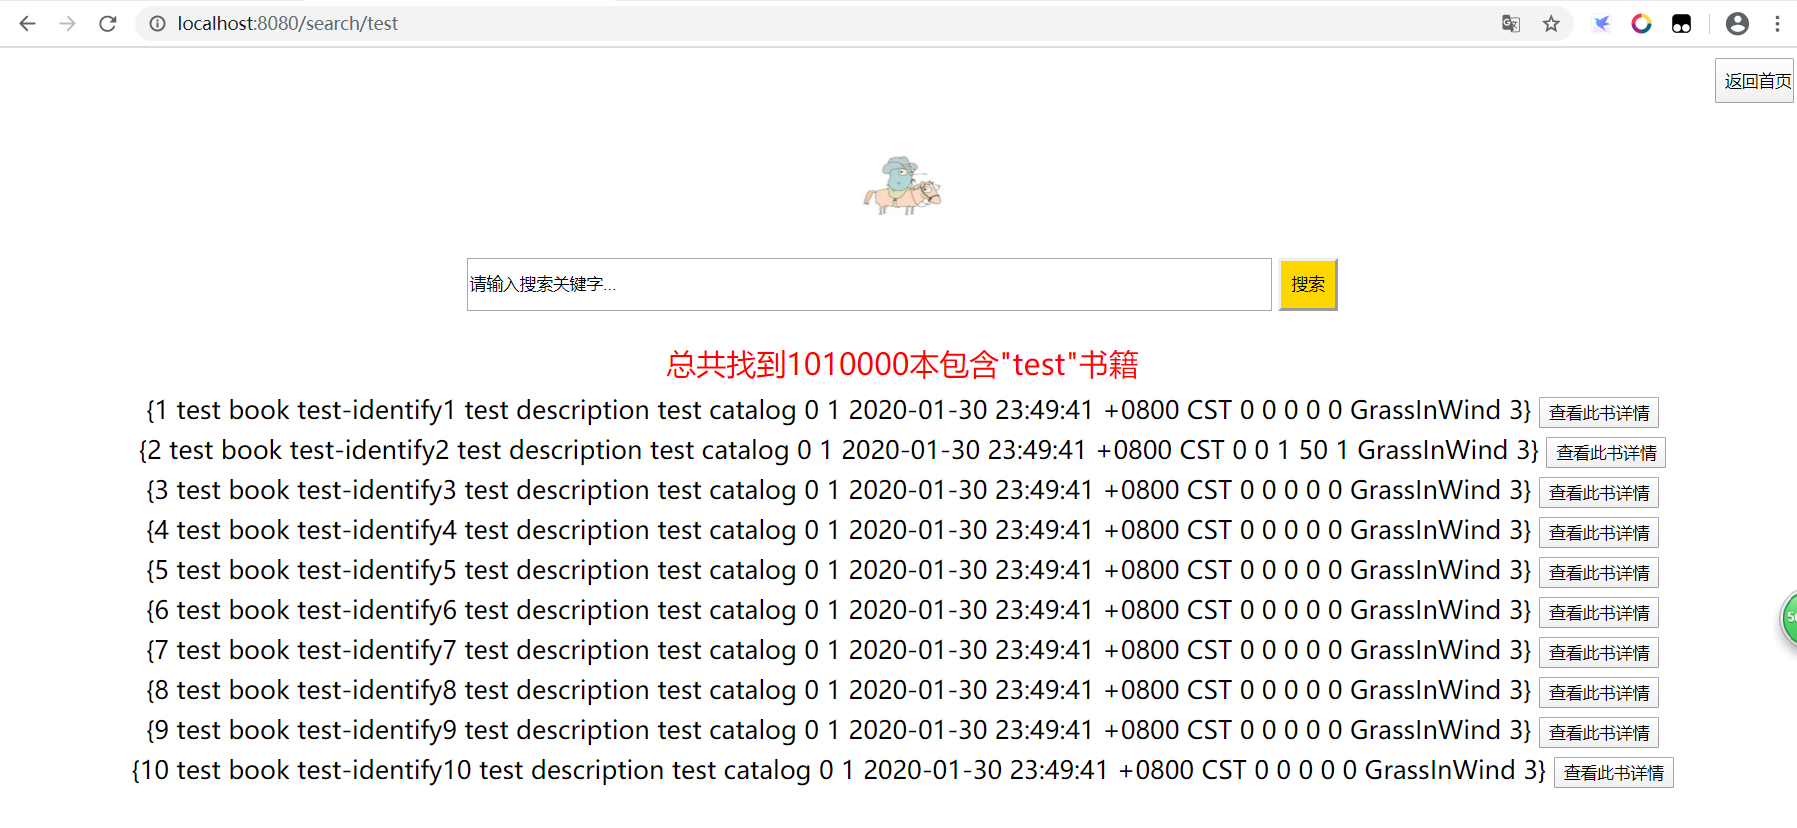 localhost:8080/search/test
返回首页
请输入搜索关键字...
搜索
总共找到1010000本包含"test"书籍
{1 test book test-identify1 test description test catalog 0 1 2020-01-30 23:49:41 +0800 CST 0 0 0 0 0 GrassInWind 3} 查看此书详情
{2 test book test-identify2 test description test catalog 0 1 2020-01-30 23:49:41 +0800 CST 0 0 1 50 1 GrassInWind 3} 查看此书详情
{3 test book test-identify3 test description test catalog 0 1 2020-01-30 23:49:41 +0800 CST 0 0 0 0 0 GrassInWind 3} 查看此书详情
{4 test book test-identify4 test description test catalog 0 1 2020-01-30 23:49:41 +0800 CST 0 0 0 0 0 GrassInWind 3} 查看此书详情
{5 test book test-identify5 test description test catalog 0 1 2020-01-30 23:49:41 +0800 CST 0 0 0 0 0 GrassInWind 3} 查看此书详情
{6 test book test-identify6 test description test catalog 0 1 2020-01-30 23:49:41 +0800 CST 0 0 0 0 0 GrassInWind 3} 查看此书详情
{7 test book test-identify7 test description test catalog 0 1 2020-01-30 23:49:41 +0800 CST 0 0 0 0 0 GrassInWind 3} 查看此书详情
{8 test book test-identify8 test description test catalog 0 1 2020-01-30 23:49:41 +0800 CST 0 0 0 0 0 GrassInWind 3} 查看此书详情
{9 test book test-identify9 test description test catalog 0 1 2020-01-30 23:49:41 +0800 CST 0 0 0 0 0 GrassInWind 3} 查看此书详情
{10 test book test-identify10 test description test catalog 0 1 2020-01-30 23:49:41 +0800 CST 0 0 0 0 0 GrassInWind 3} 查看此书详情